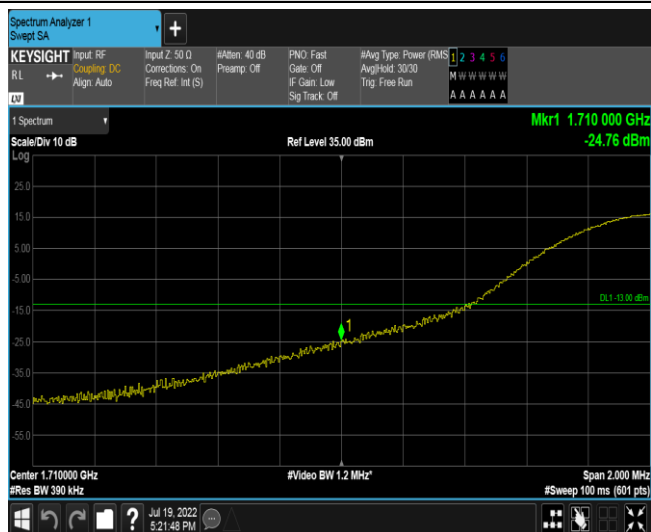 Spectrum Analyzer 1
Swept SA
KEYSIGHT
RL
LXI
Input: RF
Coupling: DC
Align: Auto
Input Z: 50 Ω
Corrections: On
Freq Ref: Int (S)
#Atten: 40 dB
Preamp: Off
PNO: Fast
Gate: Off
IF Gain: Low
Sig Track: Off
#Avg Type: Power (RMS
Avg|Hold: 30/30
Trig: Free Run
1 2 3 4 5 6
M W W W W W
A A A A A A
1 Spectrum
Scale/Div 10 dB
Ref Level 35.00 dBm
Mkr1 1.710 000 GHz
-24.76 dBm
Log
25.0
15.0
5.00
-5.00
DL1 -13.00 dBm
-15.0
1
-25.0
-35.0
-45.0
-55.0
Center 1.710000 GHz
#Video BW 1.2 MHz*
Span 2.000 MHz
#Res BW 390 kHz
#Sweep 100 ms (601 pts)
Jul 19, 2022
5:21:48 PM